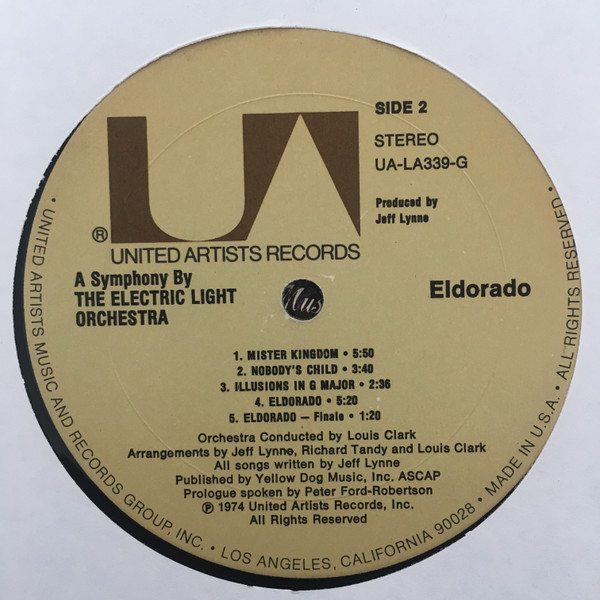 UA
SIDE 2
STEREO
UA-LA339-G
Produced by
Jeff Lynne
®
UNITED ARTISTS RECORDS
A Symphony By
THE ELECTRIC LIGHT
ORCHESTRA
Mus
Eldorado
1. MISTER KINGDOM • 5:50
2. NOBODY'S CHILD • 3:40
3. ILLUSIONS IN G MAJOR • 2:36
4. ELDORADO • 5:20
5. ELDORADO — Finale • 1:20
Orchestra Conducted by Louis Clark
Arrangements by Jeff Lynne, Richard Tandy and Louis Clark
All songs written by Jeff Lynne
Published by Yellow Dog Music, Inc. ASCAP
Prologue spoken by Peter Ford-Robertson
℗ 1974 United Artists Records, Inc.
All Rights Reserved
• UNITED ARTISTS MUSIC AND RECORDS GROUP, INC. • LOS ANGELES, CALIFORNIA 90028 • MADE IN U.S.A. • ALL RIGHTS RESERVED •